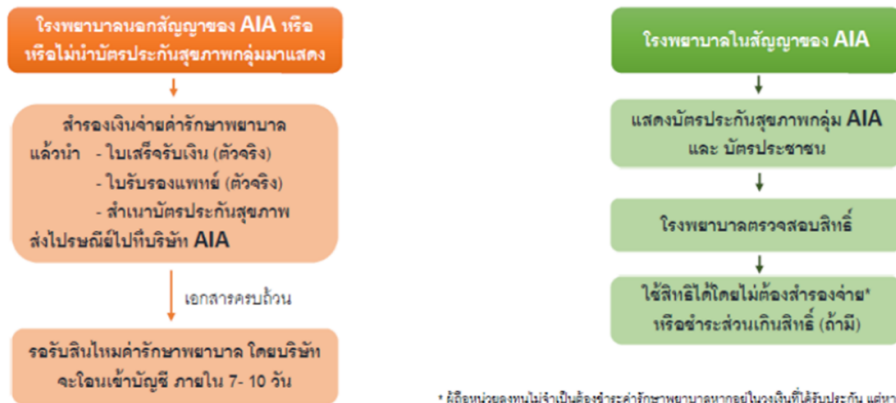 โรงพยาบาลนอกสัญญาของ AIA หรือ
หรือไม่นำบัตรประกันสุขภาพกลุ่มมาแสดง
สำรองเงินจ่ายค่ารักษาพยาบาล
แล้วนำ - ใบเสร็จรับเงิน (ตัวจริง)
- ใบรับรองแพทย์ (ตัวจริง)
- สำเนาบัตรประกันสุขภาพ
ส่งไปรษณีย์ไปที่บริษัท AIA
เอกสารครบถ้วน
รอรับสินไหมค่ารักษาพยาบาล โดยบริษัท
จะโอนเข้าบัญชี ภายใน 7- 10 วัน
โรงพยาบาลในสัญญาของ AIA
แสดงบัตรประกันสุขภาพกลุ่ม AIA
และ บัตรประชาชน
โรงพยาบาลตรวจสอบสิทธิ์
ใช้สิทธิได้โดยไม่ต้องสำรองจ่าย*
หรือชำระส่วนเกินสิทธิ์ (ถ้ามี)
* ผู้ถือหน่วยลงทุนไม่จำเป็นต้องชำระค่ารักษาพยาบาลหากอยู่ในวงเงินที่ได้รับประกัน